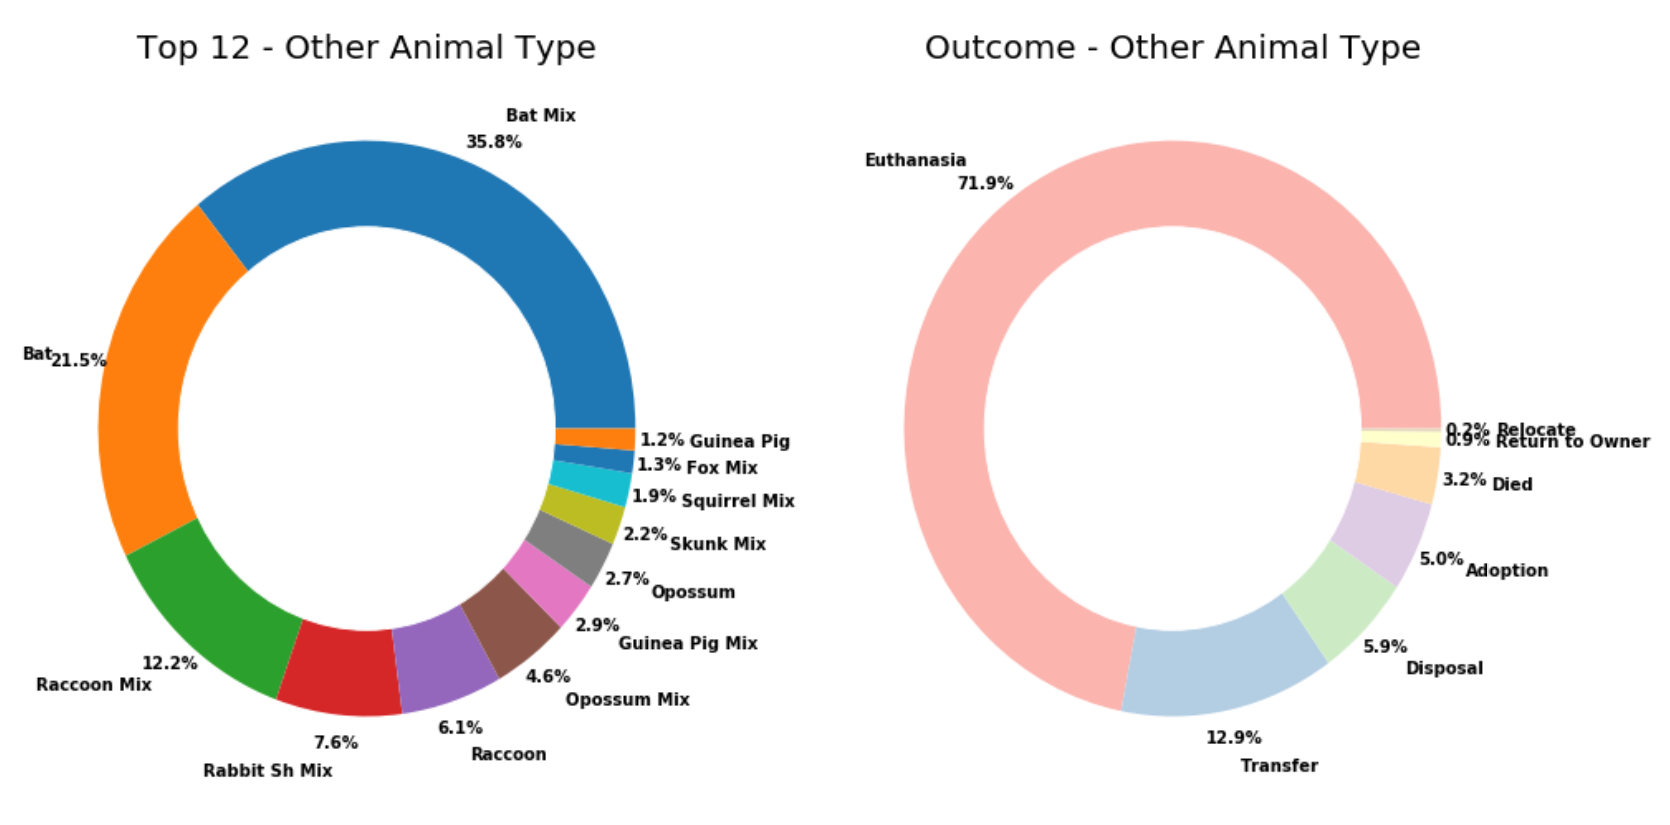 Top 12 - Other Animal Type
Bat Mix
35.8%
Bat
21.5%
12.2%
Raccoon Mix
7.6%
Rabbit Sh Mix
6.1%
Raccoon
4.6%
Opossum Mix
2.9%
Guinea Pig Mix
2.7%
Opossum
2.2%
Skunk Mix
1.9% Squirrel Mix
1.3% Fox Mix
1.2% Guinea Pig
Outcome - Other Animal Type
Euthanasia
71.9%
12.9%
Transfer
5.9%
Disposal
5.0%
Adoption
3.2% Died
0.9% Return to Owner
0.2% Relocate